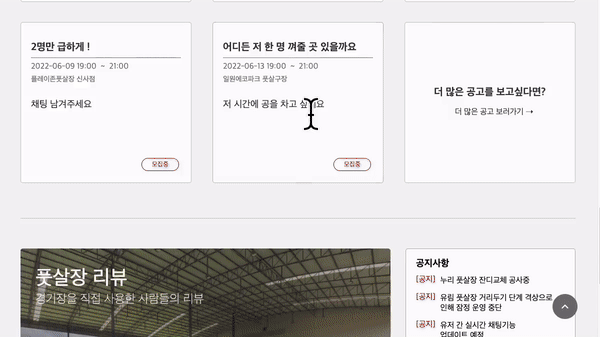 2명만 급하게 !
2022-06-09 19:00 ~ 21:00
플레이존풋살장 신사점
채팅 남겨주세요
모집중
어디든 저 한 명 껴줄 곳 있을까요
2022-06-13 19:00 ~ 21:00
일원에코파크 풋살구장
저 시간에 공을 차고 싶 요
모집중
더 많은 공고를 보고싶다면?
더 많은 공고 보러가기 ➝
풋살장 리뷰
경기장을 직접 사용한 사람들의 리뷰
공지사항
[공지] 누리 풋살장 잔디교체 공사중
[공지] 유림 풋살장 거리두기 단계 격상으로
인해 잠정 운영 중단
[공지] 유저 간 실시간 채팅기능
업데이트 예정